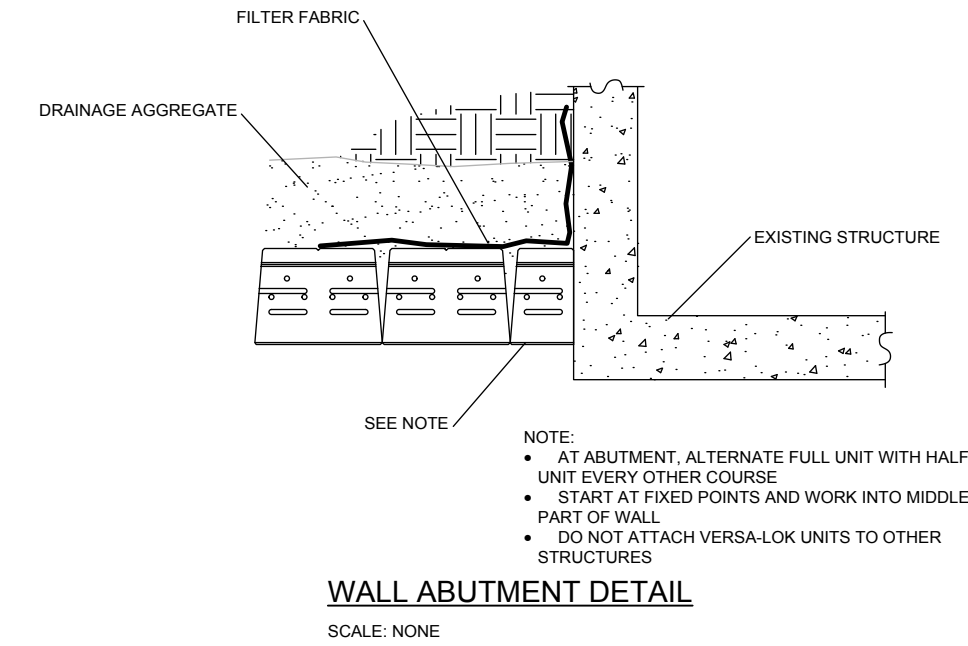 FILTER FABRIC
DRAINAGE AGGREGATE
EXISTING STRUCTURE
SEE NOTE
NOTE:
• AT ABUTMENT, ALTERNATE FULL UNIT WITH HALF
UNIT EVERY OTHER COURSE
• START AT FIXED POINTS AND WORK INTO MIDDLE
PART OF WALL
• DO NOT ATTACH VERSA-LOK UNITS TO OTHER
STRUCTURES
WALL ABUTMENT DETAIL
SCALE: NONE